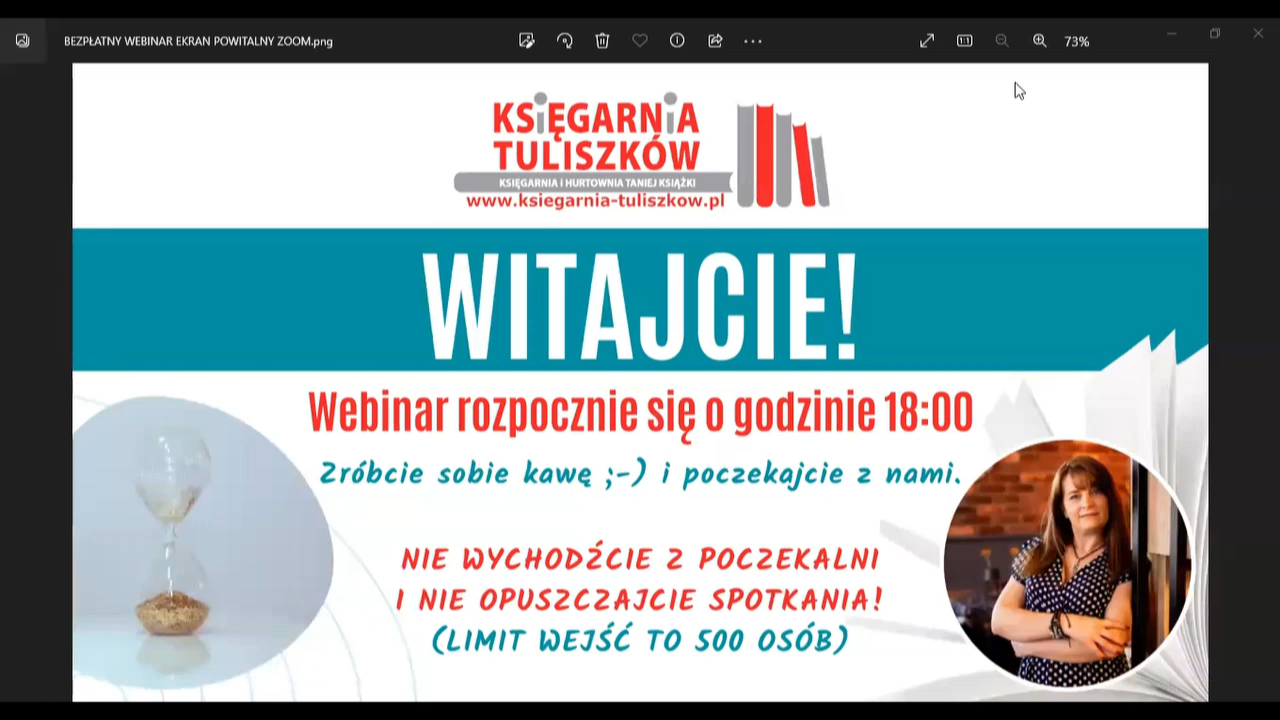 BEZPŁATNY WEBINAR EKRAN POWITALNY ZOOM.png
73%
KSIĘGARNIA
TULISZKÓW
KSIĘGARNIA i HURTOWNIA TANIEJ KSIĄŻKI
www.ksiegarnia-tuliszkow.pl
WITAJCIE!
Webinar rozpocznie się o godzinie 18:00
Zróbcie sobie kawę ;-) i poczekajcie z nami.
NIE WYCHODŹCIE Z POCZEKALNI
I NIE OPUSZCZAJCIE SPOTKANIA!
(LIMIT WEJŚĆ TO 500 OSÓB)